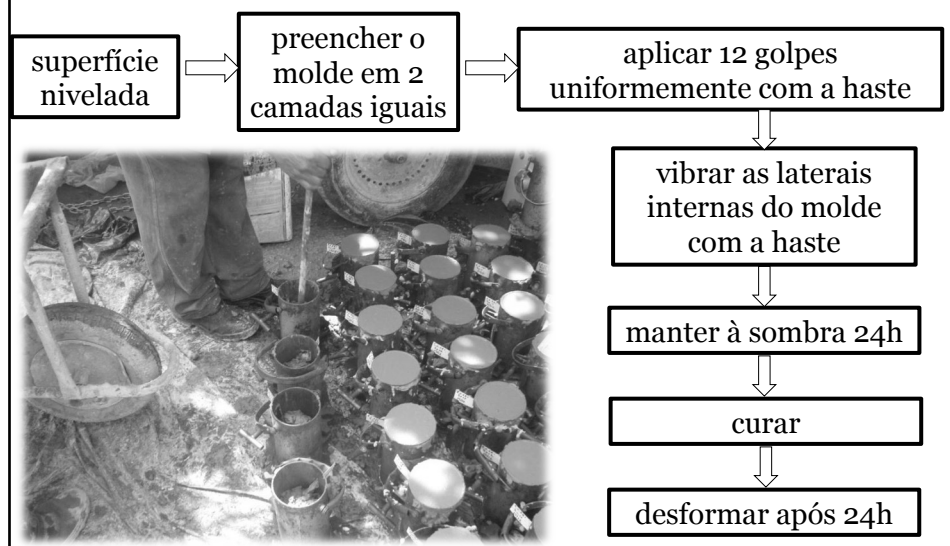 superfície
nivelada
preencher o
molde em 2
camadas iguais
aplicar 12 golpes
uniformemente com a haste
vibrar as laterais
internas do molde
com a haste
manter à sombra 24h
curar
desformar após 24h